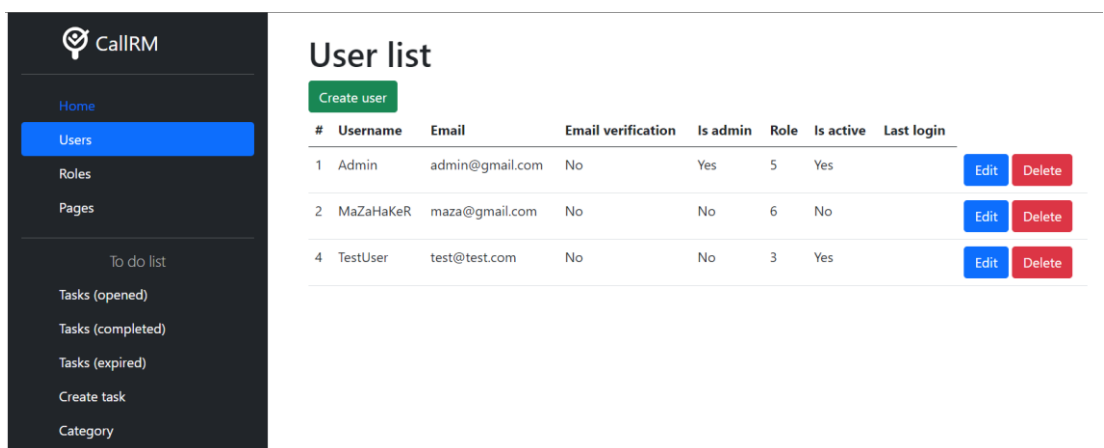 CallRM
Home
Users
Roles
Pages
To do list
Tasks (opened)
Tasks (completed)
Tasks (expired)
Create task
Category
User list
Create user
# Username Email Email verification Is admin Role Is active Last login
1 Admin admin@gmail.com No Yes 5 Yes Edit Delete
2 MaZaHaKeR maza@gmail.com No No 6 No Edit Delete
4 TestUser test@test.com No No 3 Yes Edit Delete